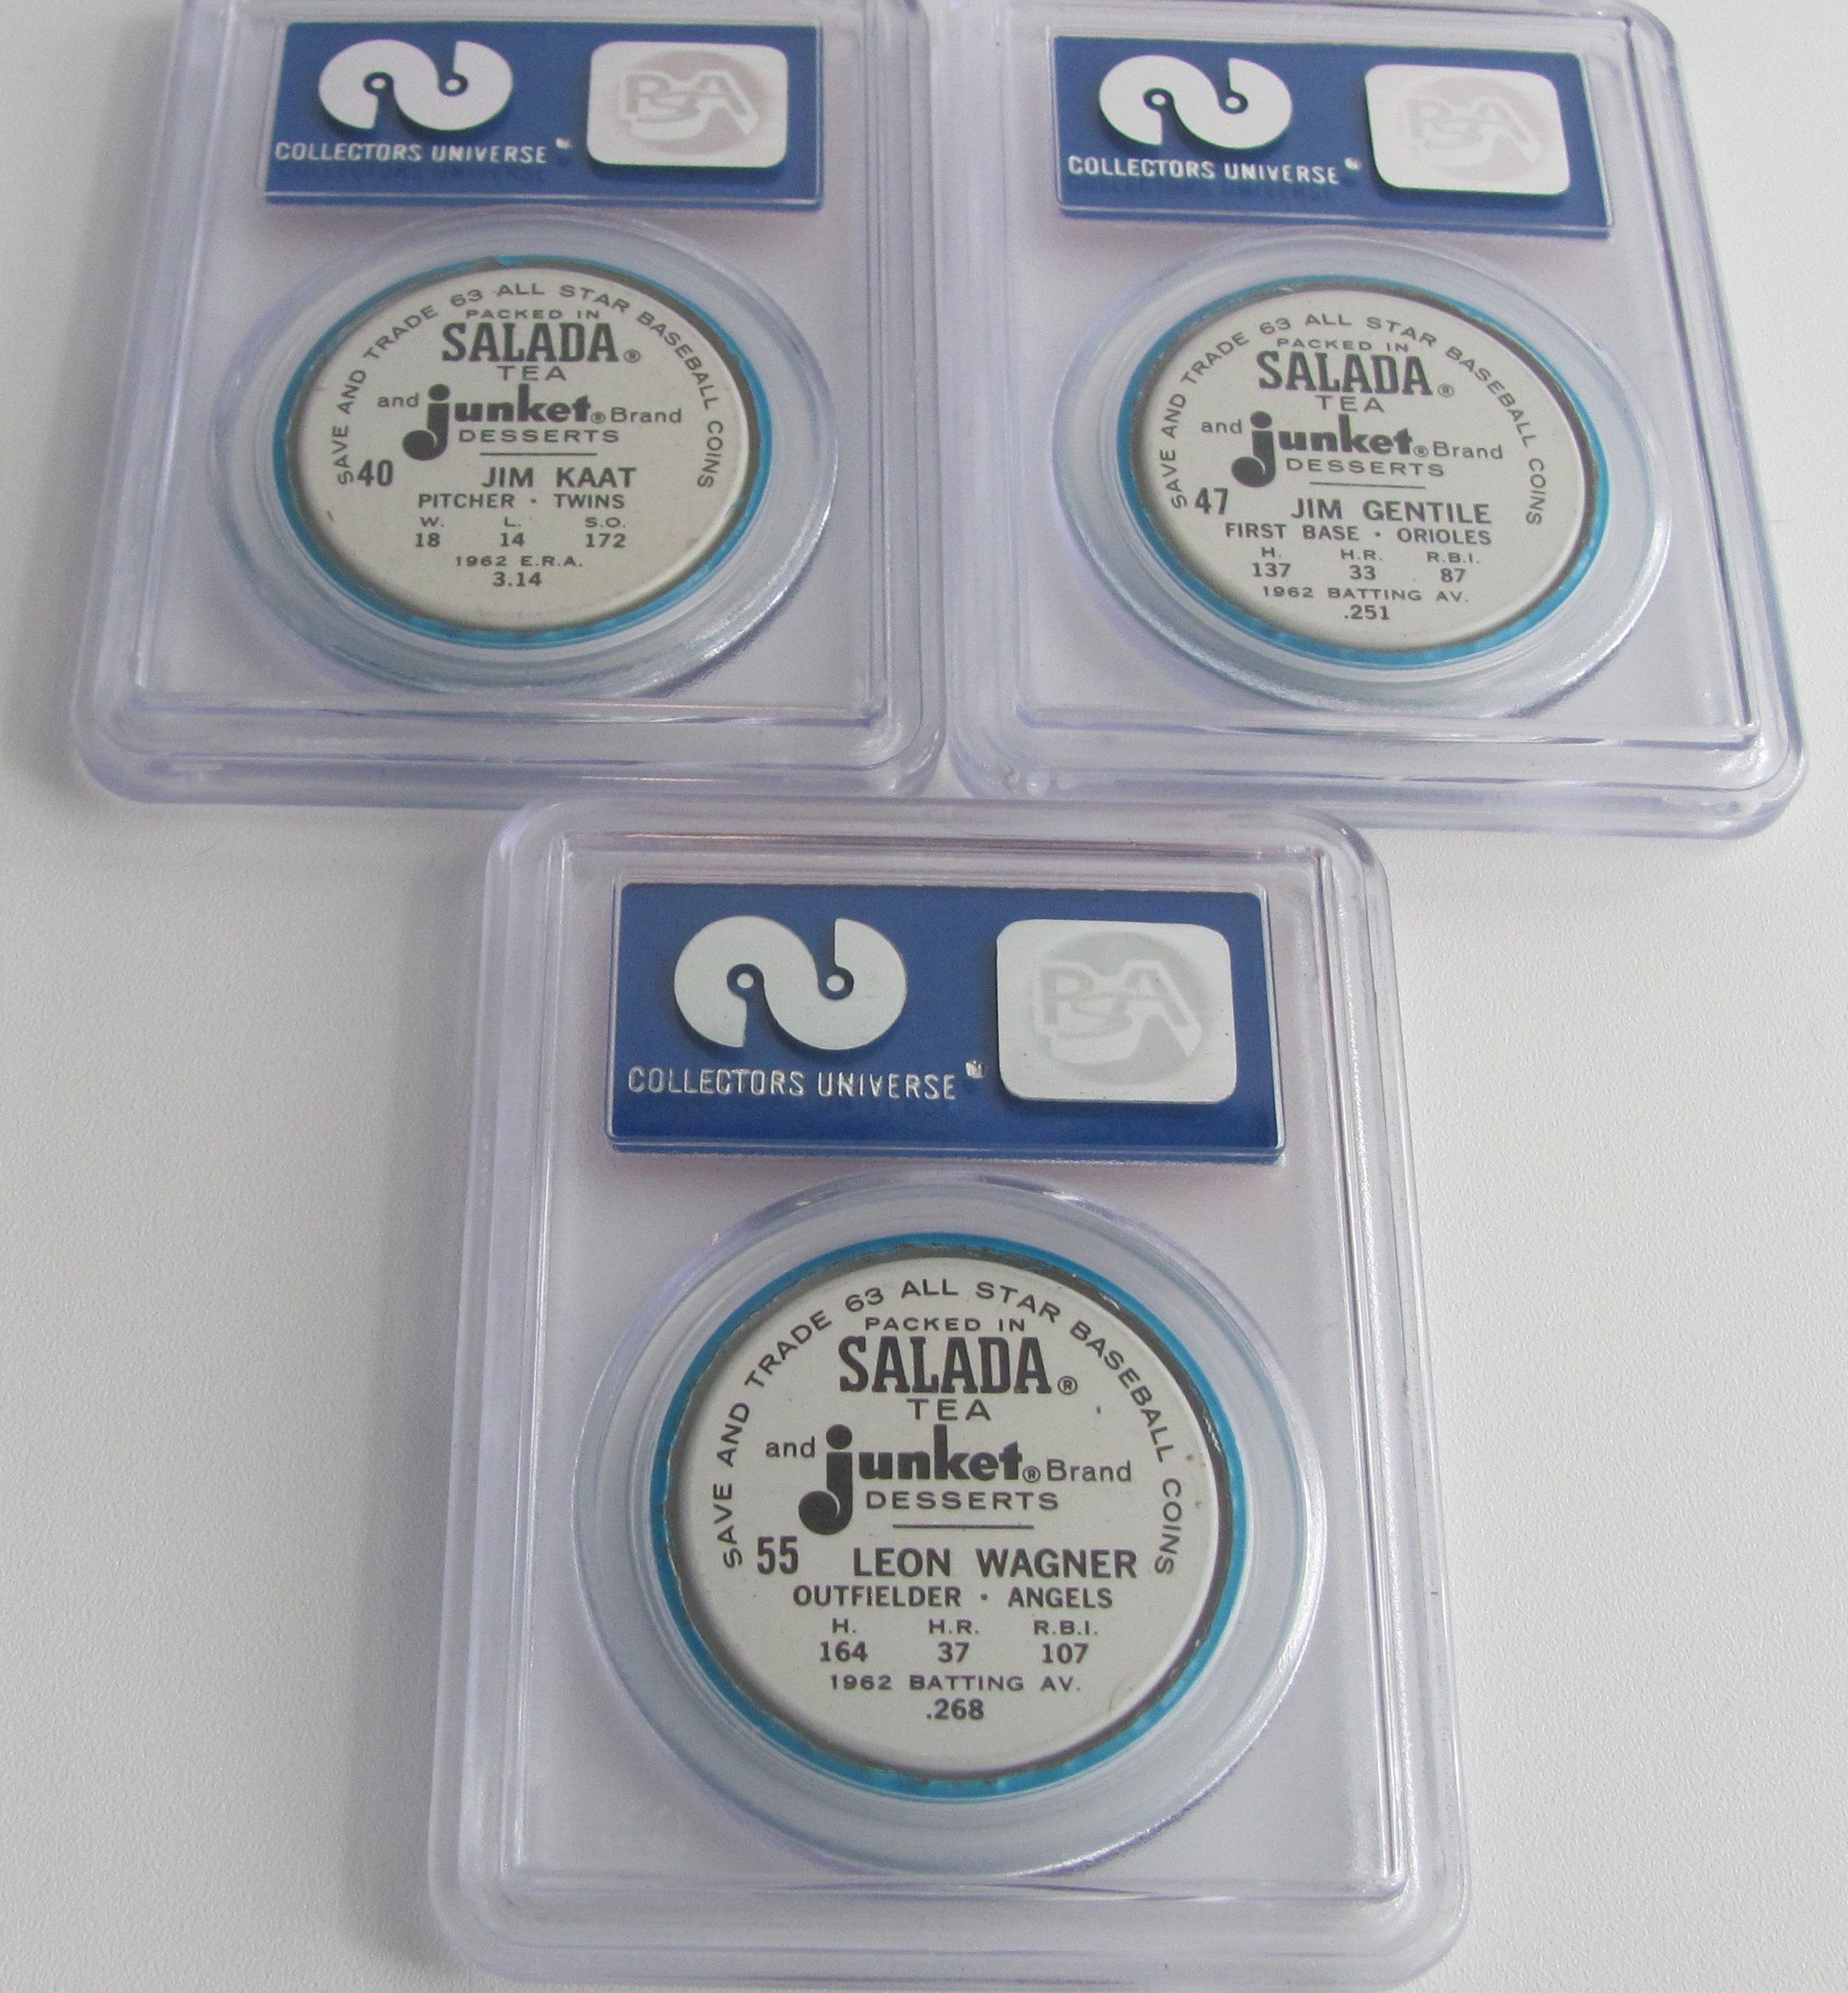 COLLECTORS UNIVERSE
PSA
SAVE AND TRADE 63 ALL STAR BASEBALL COINS
PACKED IN
SALADA®
TEA
and junket® Brand
DESSERTS
40 JIM KAAT
PITCHER · TWINS
W. L. S.O.
18 14 172
1962 E.R.A.
3.14
COLLECTORS UNIVERSE
PSA
SAVE AND TRADE 63 ALL STAR BASEBALL COINS
PACKED IN
SALADA®
TEA
and junket® Brand
DESSERTS
47 JIM GENTILE
FIRST BASE · ORIOLES
H. H.R. R.B.I.
137 33 87
1962 BATTING AV.
.251
COLLECTORS UNIVERSE
PSA
SAVE AND TRADE 63 ALL STAR BASEBALL COINS
PACKED IN
SALADA®
TEA
and junket® Brand
DESSERTS
55 LEON WAGNER
OUTFIELDER · ANGELS
H. H.R. R.B.I.
164 37 107
1962 BATTING AV.
.268